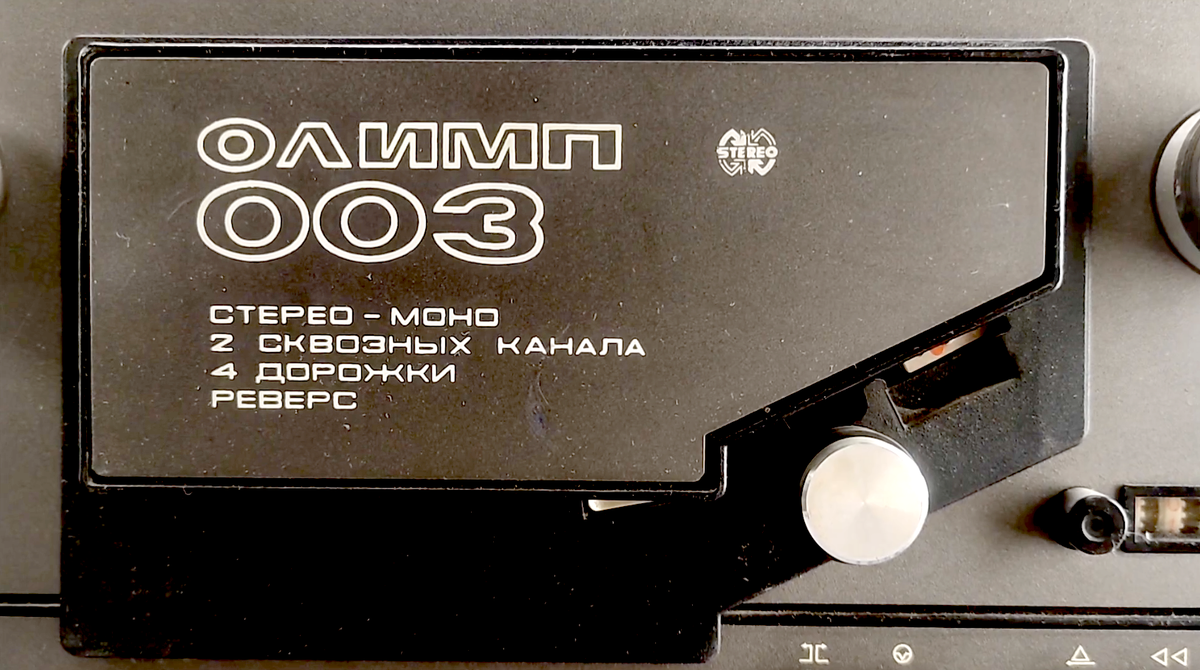 ОЛИМП
STEREO
003
СТЕРЕО - МОНО
2 СКВОЗНЫХ КАНАЛА
4 ДОРОЖКИ
РЕВЕРС